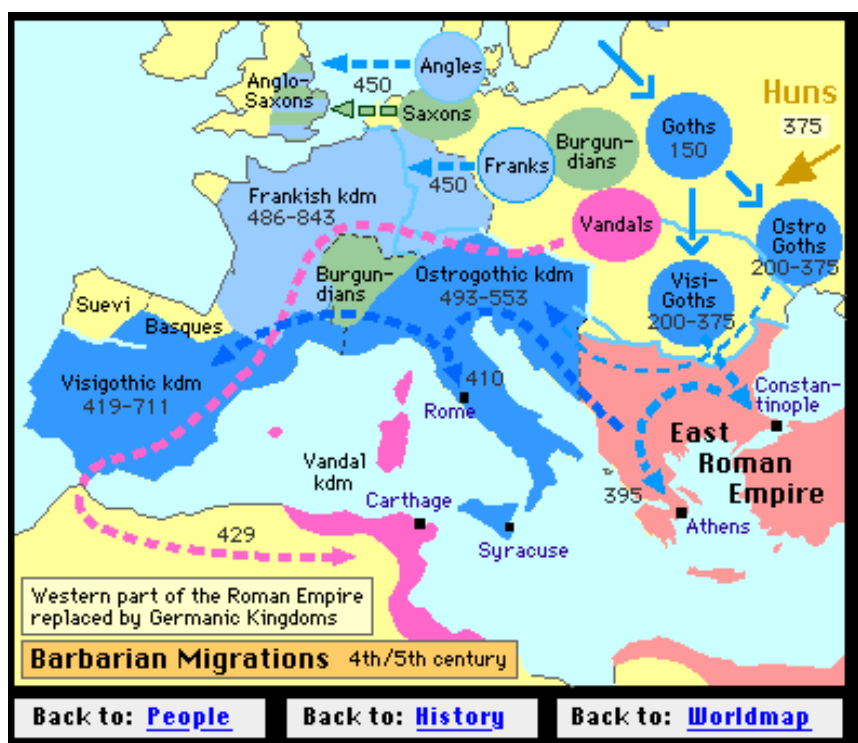 Angles
450
Anglo-
Saxons
Saxons
Huns
375
Goths
150
Burgun-
dians
Franks
450
Frankish kdm
486-843
Vandals
Ostro
Goths
200-375
Visi-
Goths
200-375
Burgun-
dians
Ostrogothic kdm
493-553
Suevi
Basques
Visigothic kdm
419-711
410
Rome
Constan-
tinople
East
Roman
Empire
Vandal
kdm
Carthage
395
Athens
Syracuse
429
Western part of the Roman Empire
replaced by Germanic Kingdoms
Barbarian Migrations 4th/5th century
Back to: People
Back to: History
Back to: Worldmap